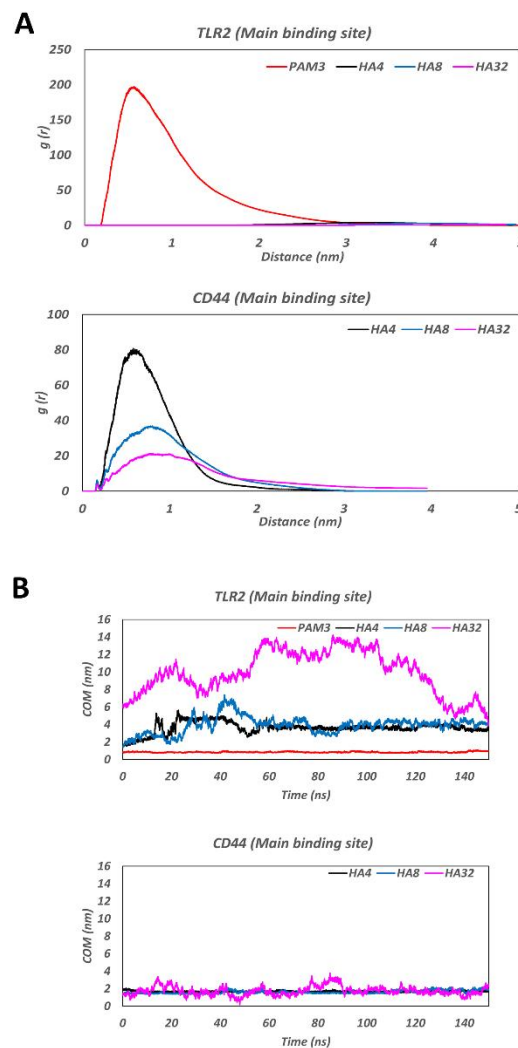 A
TLR2 (Main binding site)
PAM3 HA4 HA8 HA32
250
200
150
100
50
0
g (r)
0 1 2 3 4 5
Distance (nm)
CD44 (Main binding site)
HA4 HA8 HA32
100
80
60
40
20
0
g (r)
0 1 2 3 4 5
Distance (nm)
B
TLR2 (Main binding site)
PAM3 HA4 HA8 HA32
16
14
12
10
8
6
4
2
0
COM (nm)
0 20 40 60 80 100 120 140
Time (ns)
CD44 (Main binding site)
HA4 HA8 HA32
16
14
12
10
8
6
4
2
0
COM (nm)
0 20 40 60 80 100 120 140
Time (ns)